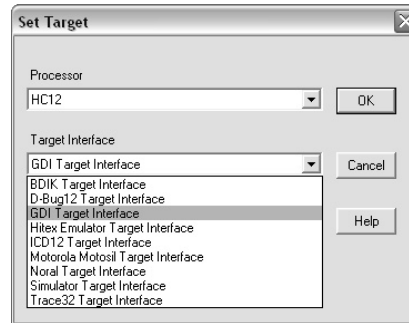 Set Target
Processor
HC12
OK
Target Interface
GDI Target Interface
Cancel
BDIK Target Interface
D-Bug12 Target Interface
GDI Target Interface
Hitex Emulator Target Interface
Help
ICD12 Target Interface
Motorola Motosil Target Interface
Noral Target Interface
Simulator Target Interface
Trace32 Target Interface